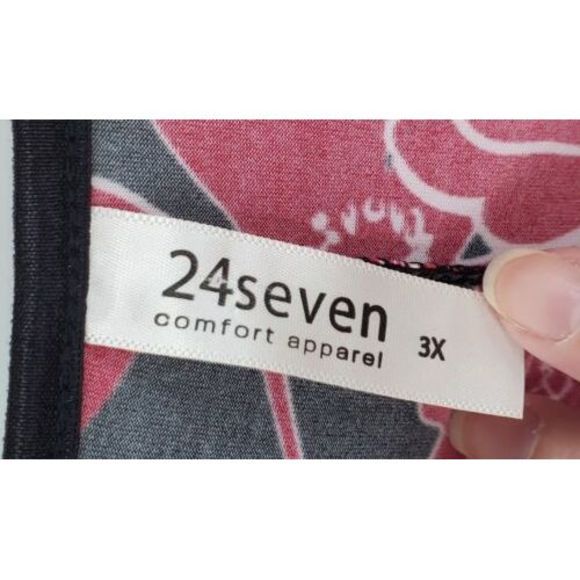 24seven
comfort apparel
3X